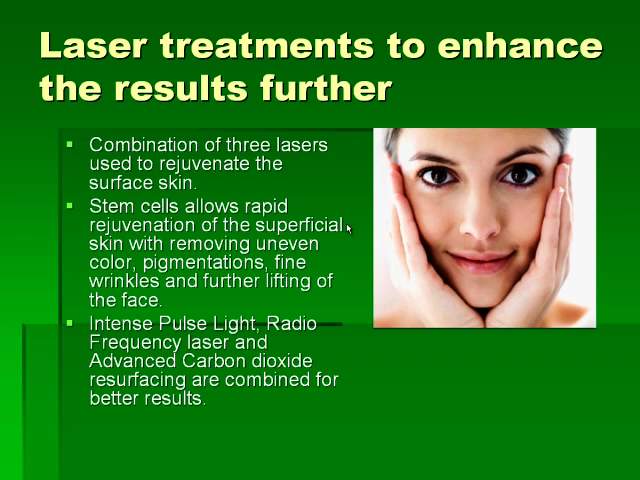 Laser treatments to enhance
the results further
Combination of three lasers
used to rejuvenate the
surface skin.
Stem cells allows rapid
rejuvenation of the superficial
skin with removing uneven
color, pigmentations, fine
wrinkles and further lifting of
the face.
Intense Pulse Light, Radio
Frequency laser and
Advanced Carbon dioxide
resurfacing are combined for
better results.